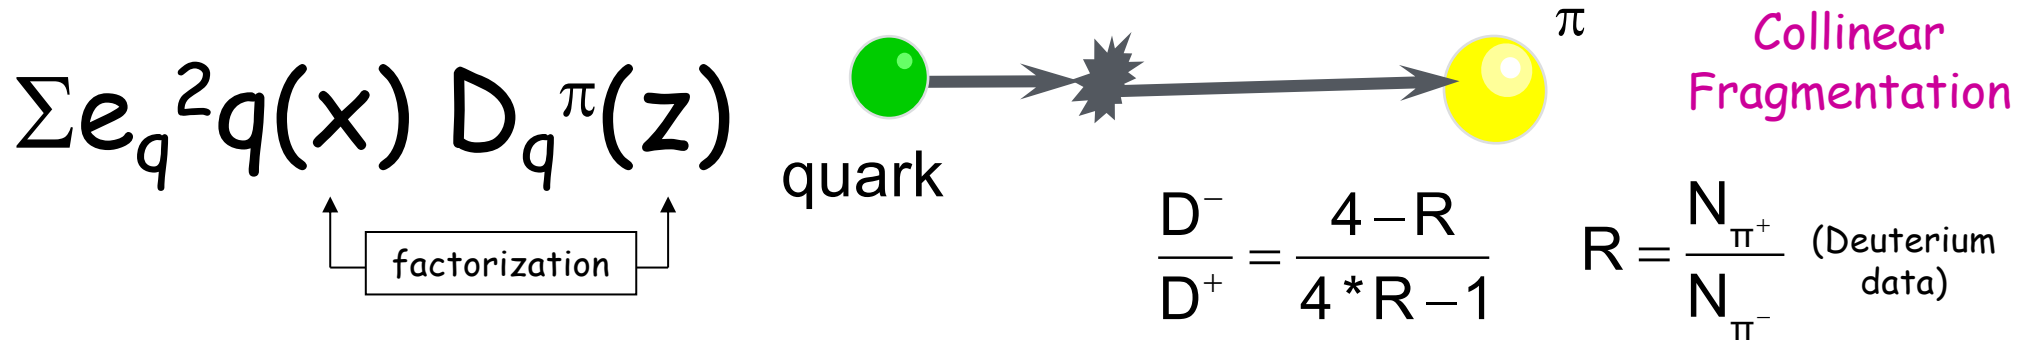 Σe_q²q(x) D_q^π(z)
factorization
quark
π
Collinear
Fragmentation
D⁻/D⁺ = (4 – R)/(4 * R – 1)
R = N_π⁺/N_π⁻
(Deuterium
data)